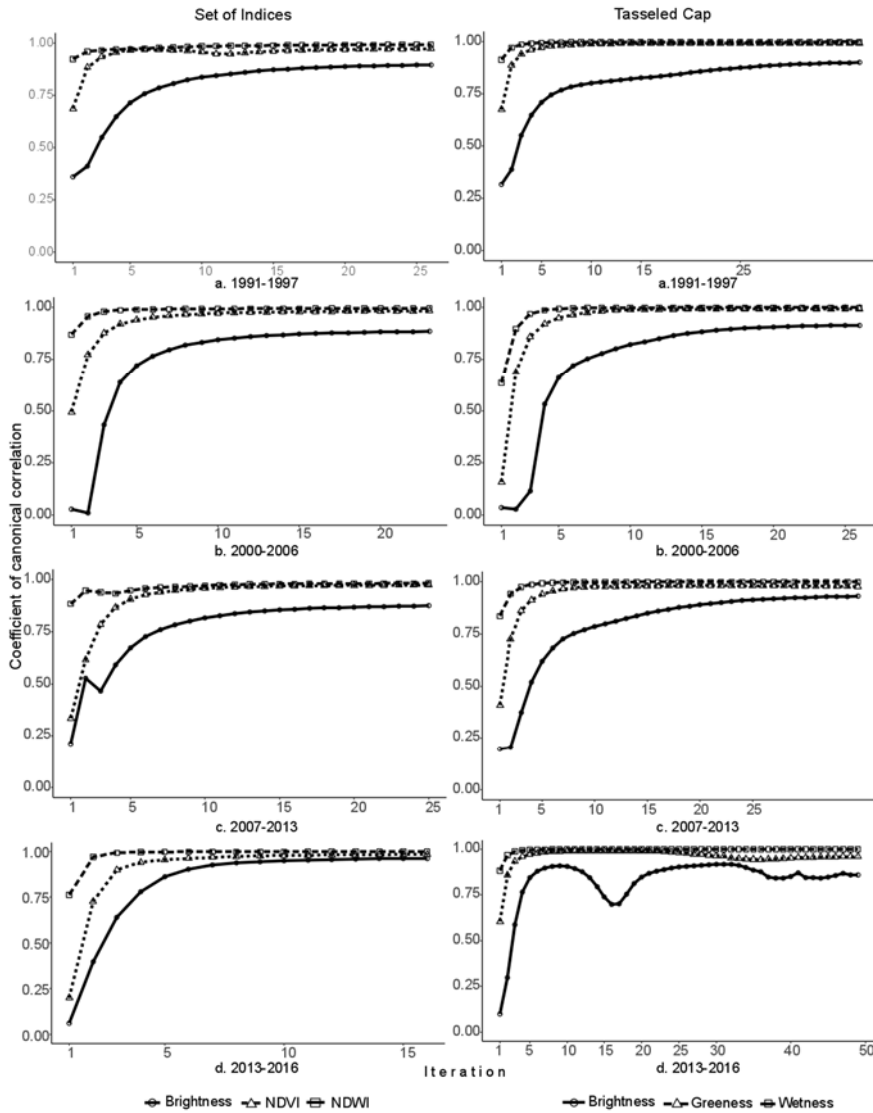 Set of Indices
Tasseled Cap
Coefficient of canonical correlation
1.00
0.75
0.50
0.25
0.00
1 5 10 15 20 25
a. 1991-1997
1.00
0.75
0.50
0.25
0.00
1 5 10 15 25
a.1991-1997
1.00
0.75
0.50
0.25
0.00
1 5 10 15 20
b. 2000-2006
1.00
0.75
0.50
0.25
0.00
1 5 10 15 20 25
b. 2000-2006
1.00
0.75
0.50
0.25
0.00
1 5 10 15 20 25
c. 2007-2013
1.00
0.75
0.50
0.25
0.00
1 5 10 15 20 25
c. 2007-2013
1.00
0.75
0.50
0.25
0.00
1 5 10 15
d. 2013-2016
1.00
0.75
0.50
0.25
0.00
1 5 10 15 20 25 30 40 50
d. 2013-2016
Iteration
Brightness NDVI NDWI
Brightness Greeness Wetness